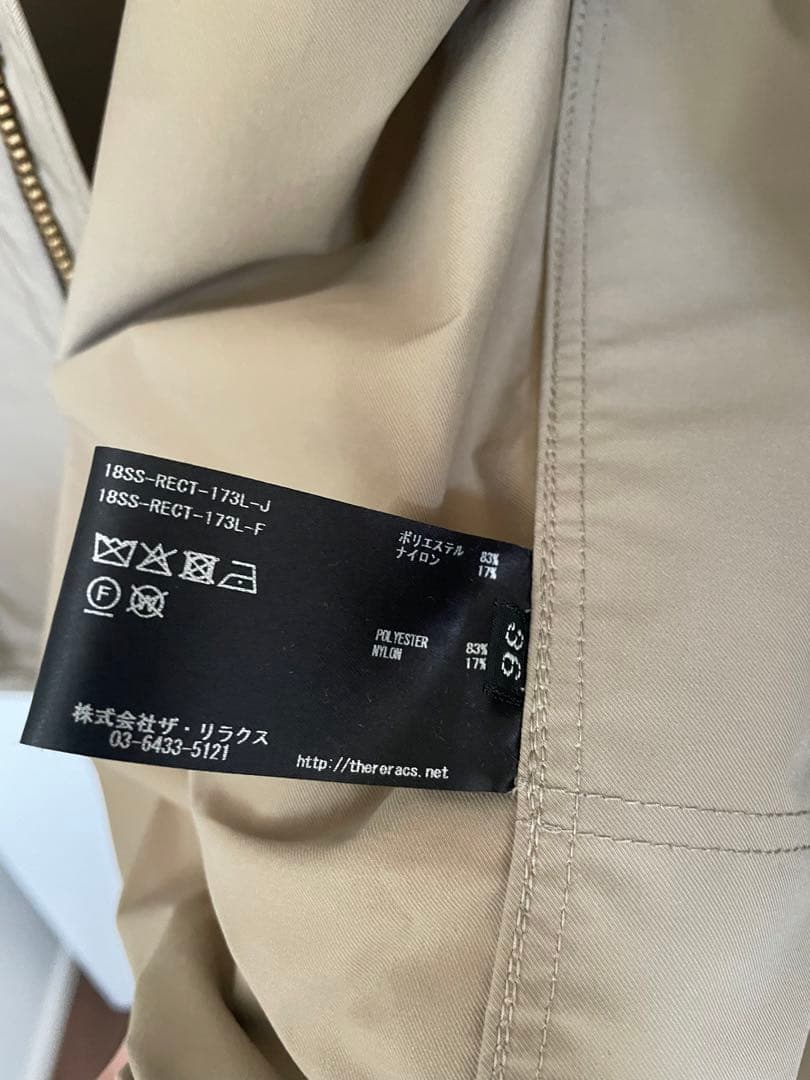 18SS-RECT-173L-J
18SS-RECT-173L-F
ポリエステル 83%
ナイロン 17%
F
W
POLYESTER 83%
NYLON 17%
36
株式会社ザ・リラクス
03-6433-5121
http://thereracs.net